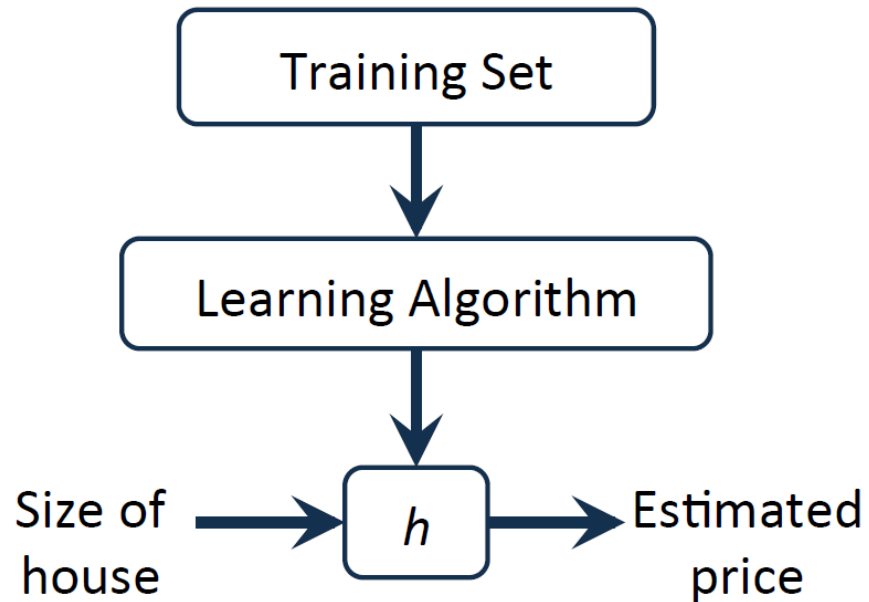 Training Set
Learning Algorithm
Size of
house
h
Estimated
price